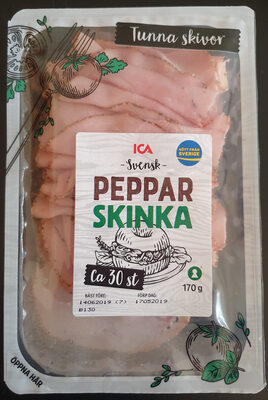 Tunna skivor
ICA
KÖTT FRÅN
SVERIGE
Svensk
PEPPAR
SKINKA
Ca 30 st
170 g
BÄST FÖRE: FÖRP DAG:
14062019 (7) 17052019
ÖPPNA HÄR